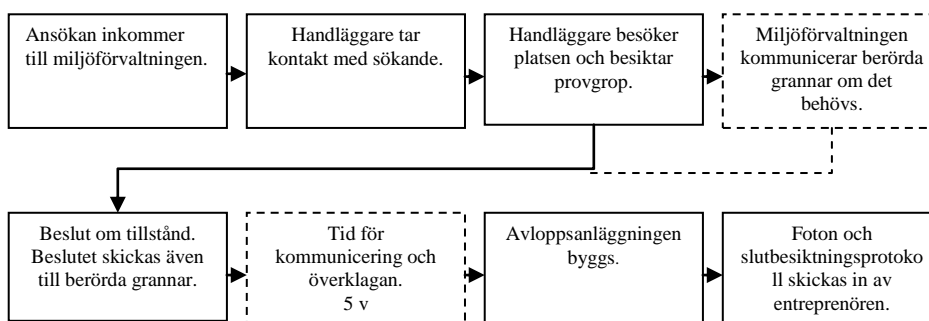 Ansökan inkommer
till miljöförvaltningen.
Handläggare tar
kontakt med sökande.
Handläggare besöker
platsen och besiktar
provgrop.
Miljöförvaltningen
kommunicerar berörda
grannar om det
behövs.
Beslut om tillstånd.
Beslutet skickas även
till berörda grannar.
Tid för
kommunicering och
överklagan.
5 v
Avloppsanläggningen
byggs.
Foton och
slutbesiktningsprotoko
ll skickas in av
entreprenören.